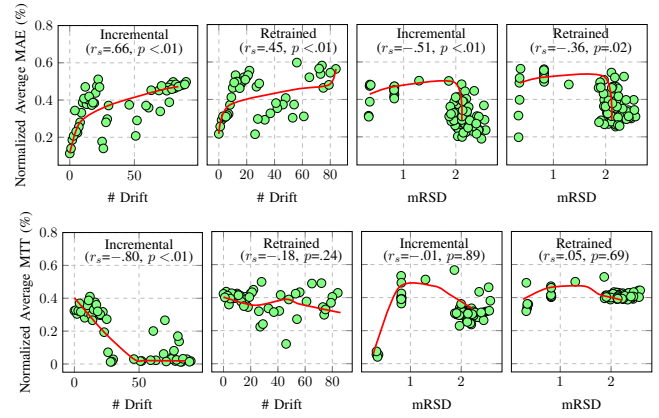 Normalized Average MAE (%)
0.8
0.6
0.4
0.2
Incremental
(rs=.66, p <.01)
0
50
# Drift
Retrained
(rs=.45, p <.01)
0
20
40
60
80
# Drift
Incremental
(rs=−.51, p <.01)
1
2
mRSD
Retrained
(rs=−.36, p=.02)
1
2
mRSD
Normalized Average MTT (%)
0.8
0.6
0.4
0.2
0
Incremental
(rs=−.80, p <.01)
0
50
# Drift
Retrained
(rs=−.18, p=.24)
0
20
40
60
80
# Drift
Incremental
(rs=−.01, p=.89)
1
2
mRSD
Retrained
(rs=.05, p=.69)
1
2
mRSD